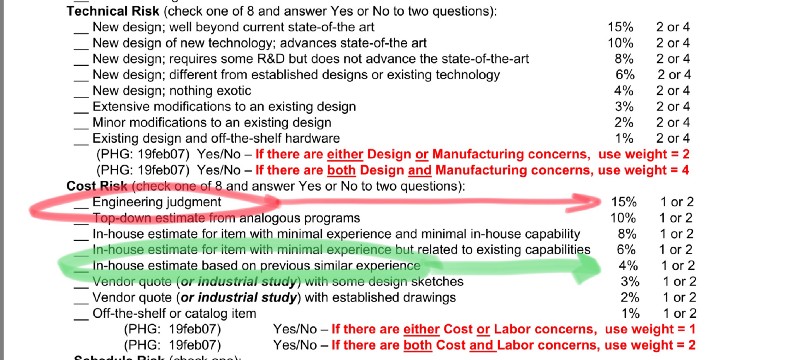 Technical Risk (check one of 8 and answer Yes or No to two questions):
__ New design; well beyond current state-of-the art 15% 2 or 4
__ New design of new technology; advances state-of-the art 10% 2 or 4
__ New design; requires some R&D but does not advance the state-of-the-art 8% 2 or 4
__ New design; different from established designs or existing technology 6% 2 or 4
__ New design; nothing exotic 4% 2 or 4
__ Extensive modifications to an existing design 3% 2 or 4
__ Minor modifications to an existing design 2% 2 or 4
__ Existing design and off-the-shelf hardware 1% 2 or 4
(PHG: 19feb07) Yes/No – If there are either Design or Manufacturing concerns, use weight = 2
(PHG: 19feb07) Yes/No – If there are both Design and Manufacturing concerns, use weight = 4
Cost Risk (check one of 8 and answer Yes or No to two questions):
__ Engineering judgment 15% 1 or 2
__ Top-down estimate from analogous programs 10% 1 or 2
__ In-house estimate for item with minimal experience and minimal in-house capability 8% 1 or 2
__ In-house estimate for item with minimal experience but related to existing capabilities 6% 1 or 2
__ In-house estimate based on previous similar experience 4% 1 or 2
__ Vendor quote (or industrial study) with some design sketches 3% 1 or 2
__ Vendor quote (or industrial study) with established drawings 2% 1 or 2
__ Off-the-shelf or catalog item 1% 1 or 2
(PHG: 19feb07) Yes/No – If there are either Cost or Labor concerns, use weight = 1
(PHG: 19feb07) Yes/No – If there are both Cost and Labor concerns, use weight = 2
Schedule Risk (check one):